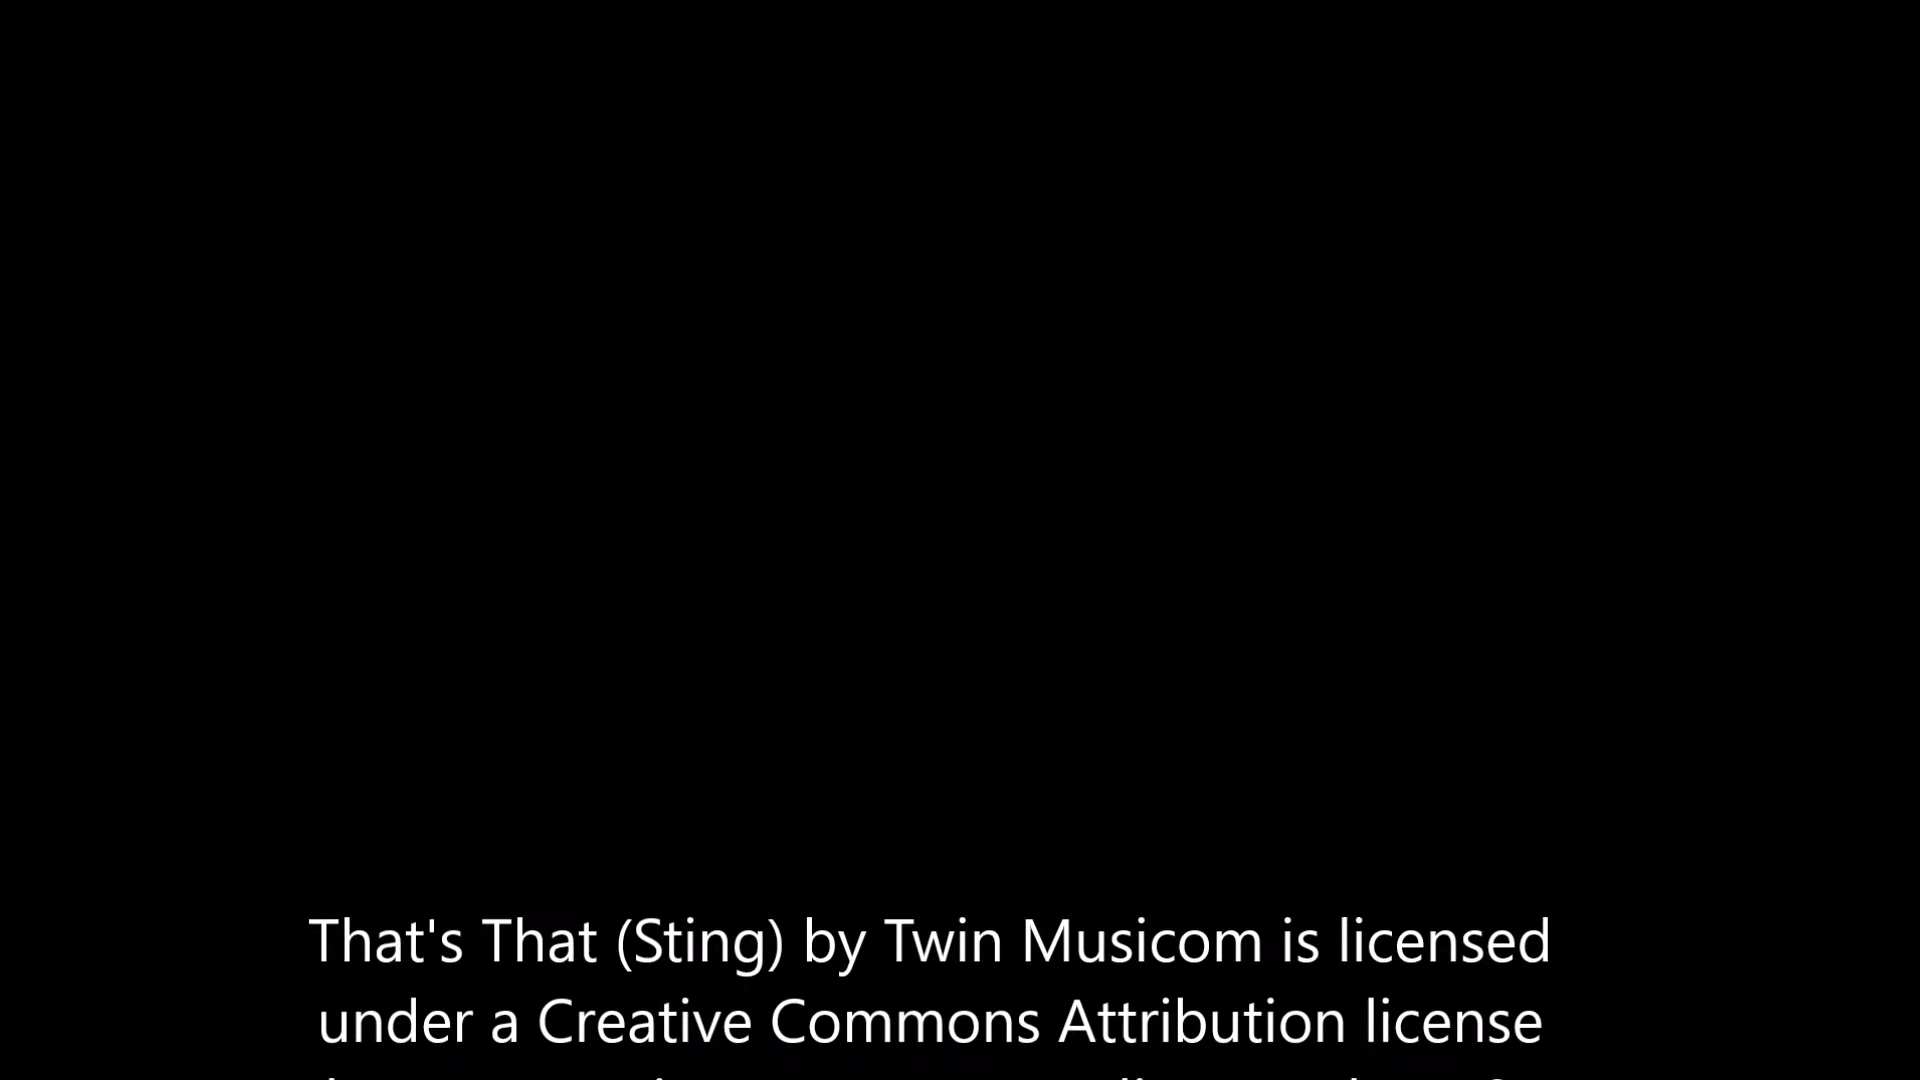 That's That (Sting) by Twin Musicom is licensed
under a Creative Commons Attribution license